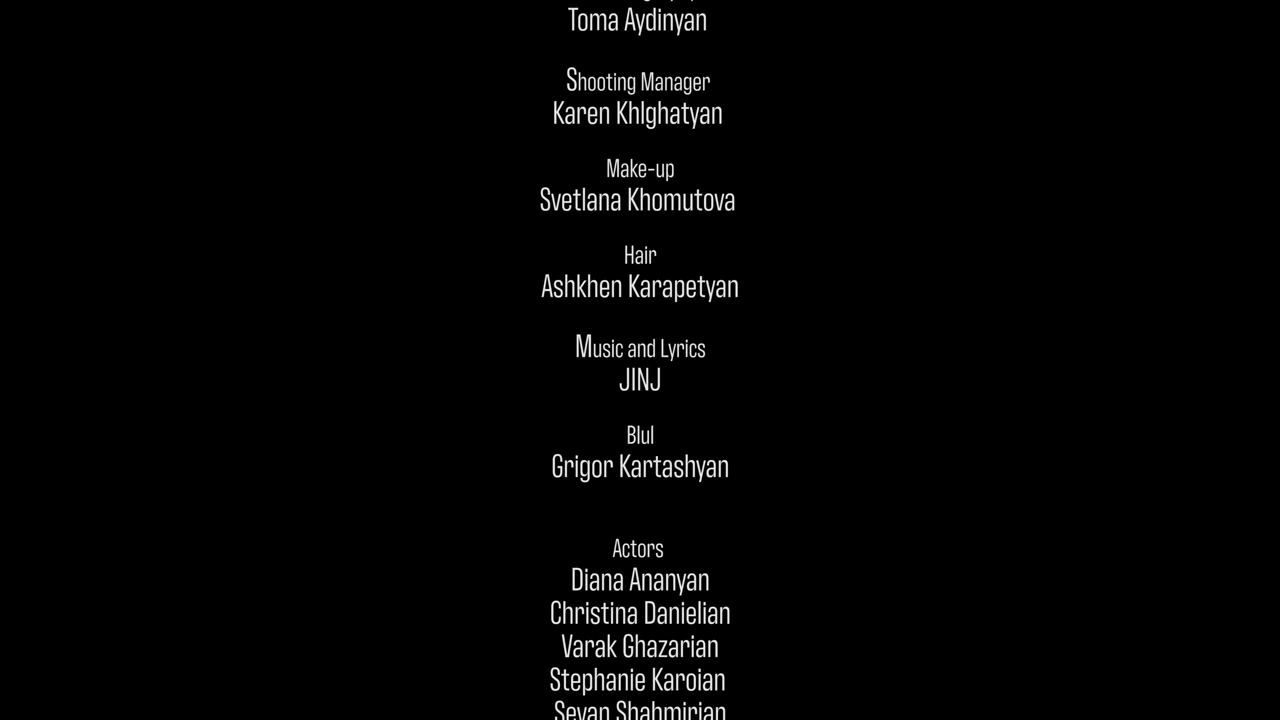 Toma Aydinyan
Shooting Manager
Karen Khlghatyan
Make-up
Svetlana Khomutova
Hair
Ashkhen Karapetyan
Music and Lyrics
JINJ
Blul
Grigor Kartashyan
Actors
Diana Ananyan
Christina Danielian
Varak Ghazarian
Stephanie Karoian
Sevan Shahmirian